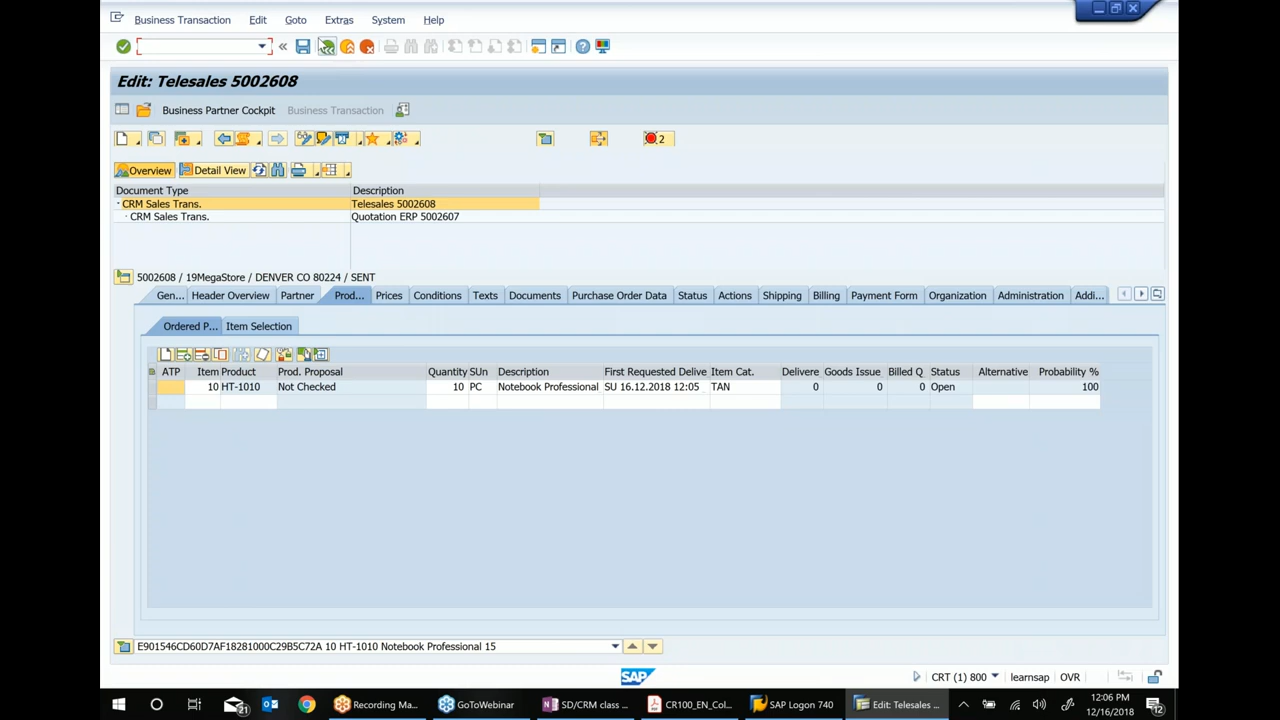 Business Transaction Edit Goto Extras System Help
«
Edit: Telesales 5002608
Business Partner Cockpit Business Transaction
2
Overview Detail View
Document Type Description
CRM Sales Trans. Telesales 5002608
CRM Sales Trans. Quotation ERP 5002607
5002608 / 19MegaStore / DENVER CO 80224 / SENT
Gen... Header Overview Partner Prod... Prices Conditions Texts Documents Purchase Order Data Status Actions Shipping Billing Payment Form Organization Administration Addi...
Ordered P... Item Selection
ATP Item Product Prod. Proposal Quantity SUn Description First Requested Delive Item Cat. Delivere Goods Issue Billed Q Status Alternative Probability %
10 HT-1010 Not Checked 10 PC Notebook Professional SU 16.12.2018 12:05 TAN 0 0 0 Open 100
E901546CD60D7AF18281000C29B5C72A 10 HT-1010 Notebook Professional 15
SAP
CRT (1) 800 learnsap OVR
21 Recording Ma... GoToWebinar SD/CRM class ... CR100_EN_Col... SAP Logon 740 Edit: Telesales ... 12:06 PM
12/16/2018 12